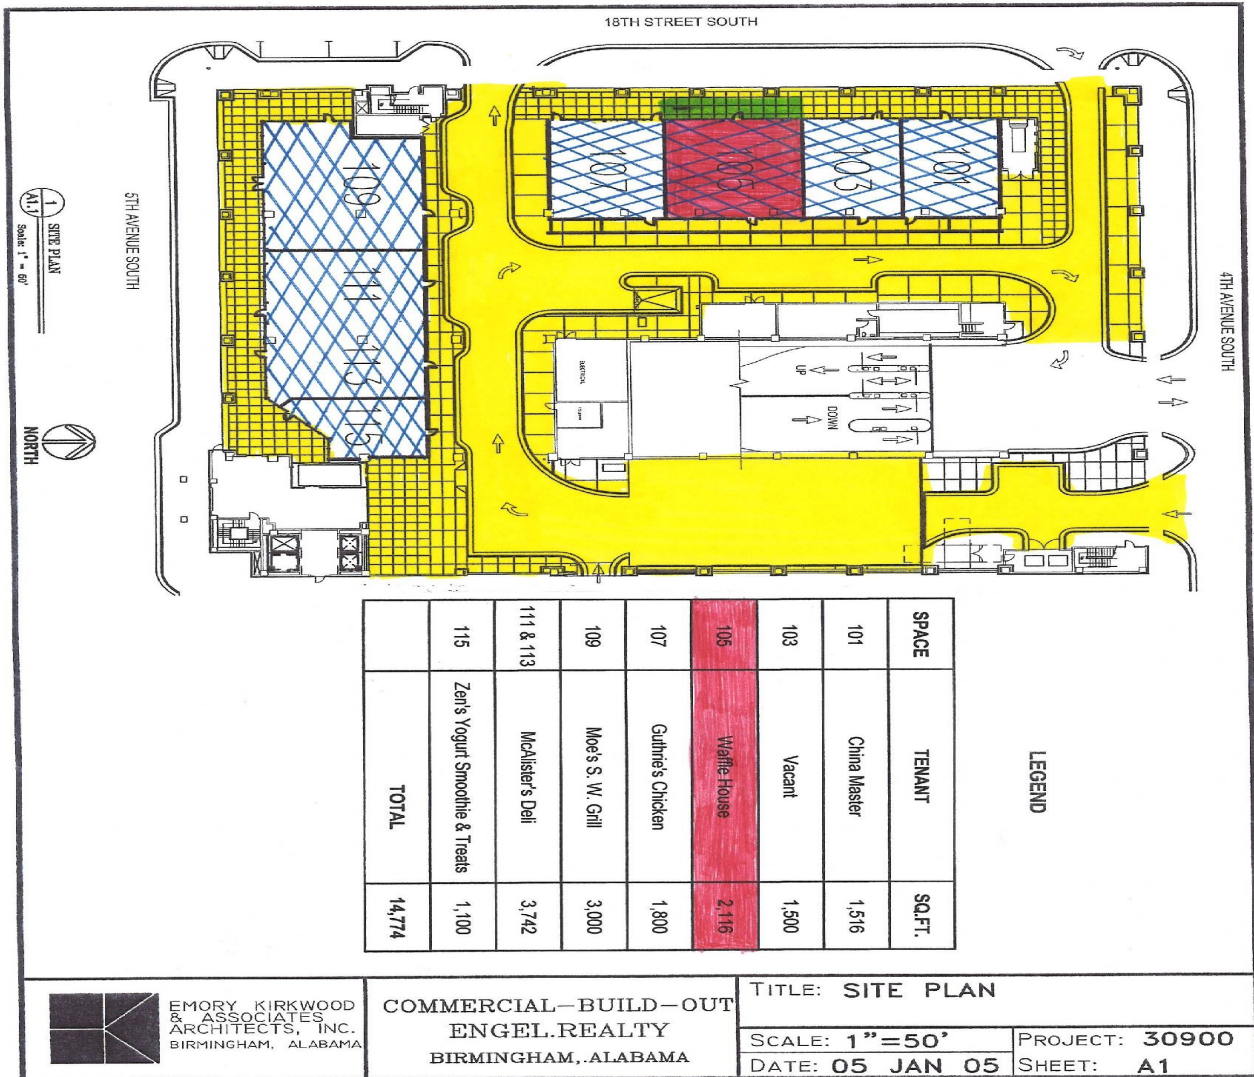 18TH STREET SOUTH
5TH AVENUE SOUTH
4TH AVENUE SOUTH
1
A1.1
SITE PLAN
Scale: 1" = 60'
NORTH
109
111
113
115
107
105
103
101
ELECTRICAL
UP
DOWN
LEGEND
SPACE TENANT SQ.FT.
101 China Master 1,516
103 Vacant 1,500
105 Waffle House 2,116
107 Guthrie's Chicken 1,800
109 Moe's S. W. Grill 3,000
111 & 113 McAlister's Deli 3,742
115 Zen's Yogurt Smoothie & Treats 1,100
TOTAL 14,774
EMORY KIRKWOOD
& ASSOCIATES
ARCHITECTS, INC.
BIRMINGHAM, ALABAMA
COMMERCIAL-BUILD-OUT
ENGEL.REALTY
BIRMINGHAM,.ALABAMA
TITLE: SITE PLAN
SCALE: 1"=50'
PROJECT: 30900
DATE: 05 JAN 05
SHEET: A1